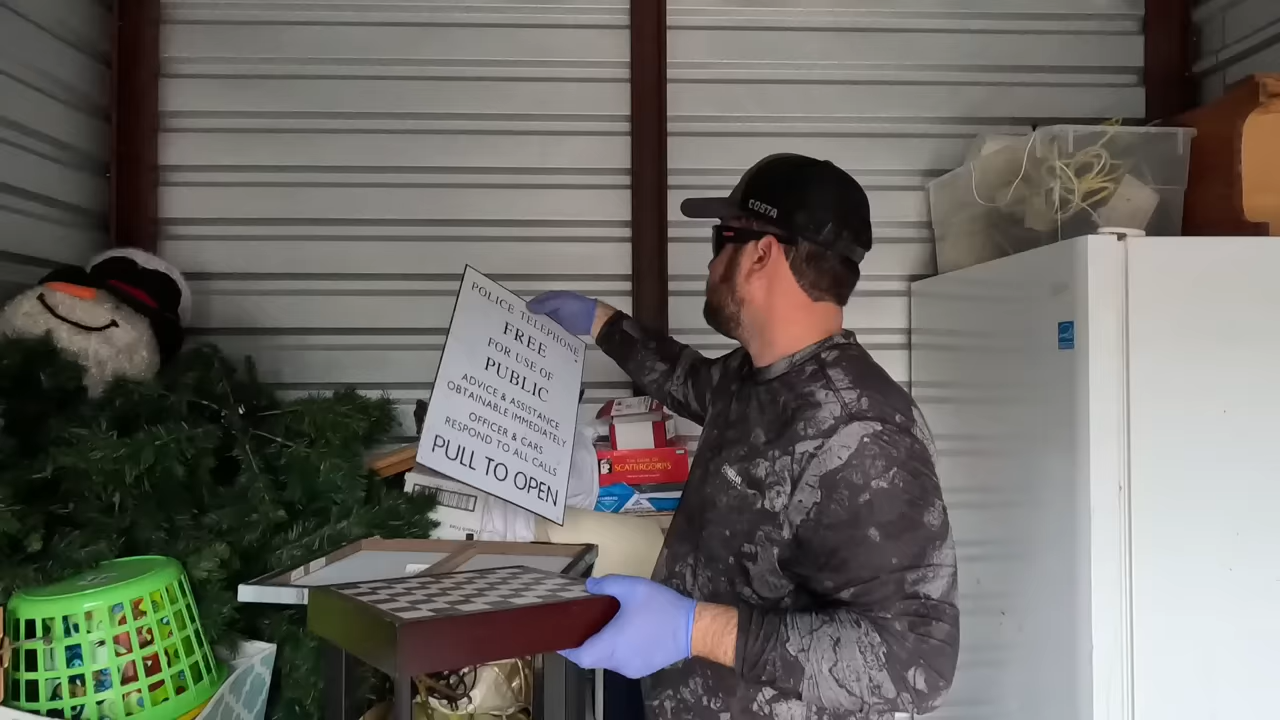 COSTA
POLICE TELEPHONE
FREE
FOR USE OF
PUBLIC
ADVICE & ASSISTANCE
OBTAINABLE IMMEDIATELY
OFFICER & CARS
RESPOND TO ALL CALLS
PULL TO OPEN
SCATTERGORIES